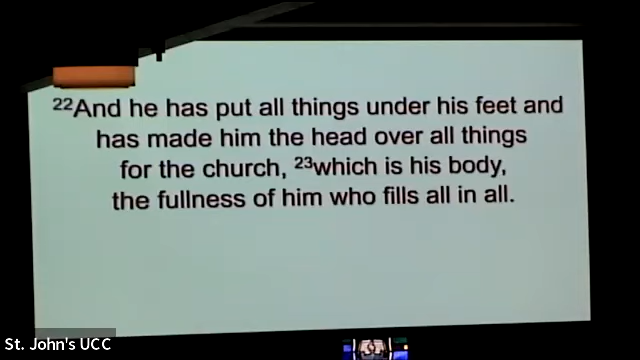 ²²And he has put all things under his feet and
has made him the head over all things
for the church, ²³which is his body,
the fullness of him who fills all in all.
St. John's UCC